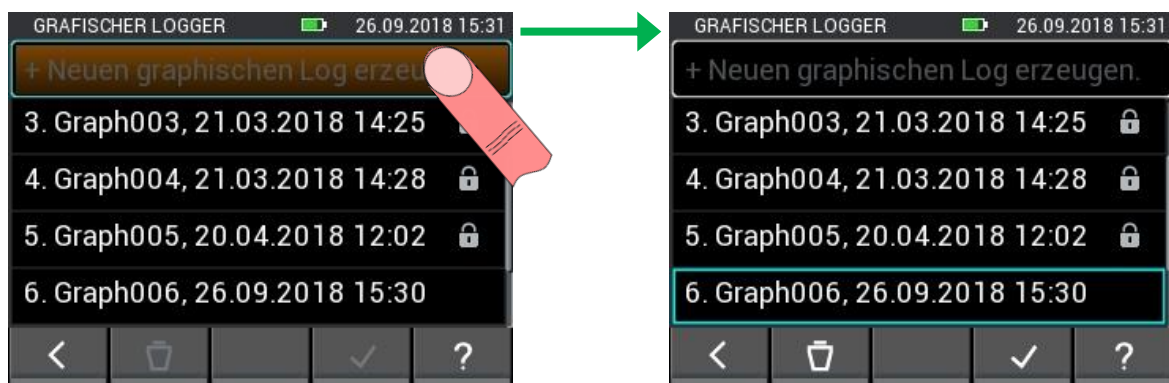 GRAFISCHER LOGGER 26.09.2018 15:31
+ Neuen graphischen Log
3. Graph003, 21.03.2018 14:25
4. Graph004, 21.03.2018 14:28
5. Graph005, 20.04.2018 12:02
6. Graph006, 26.09.2018 15:30
?
GRAFISCHER LOGGER 26.09.2018 15:31
+ Neuen graphischen Log erzeugen.
3. Graph003, 21.03.2018 14:25
4. Graph004, 21.03.2018 14:28
5. Graph005, 20.04.2018 12:02
6. Graph006, 26.09.2018 15:30
?